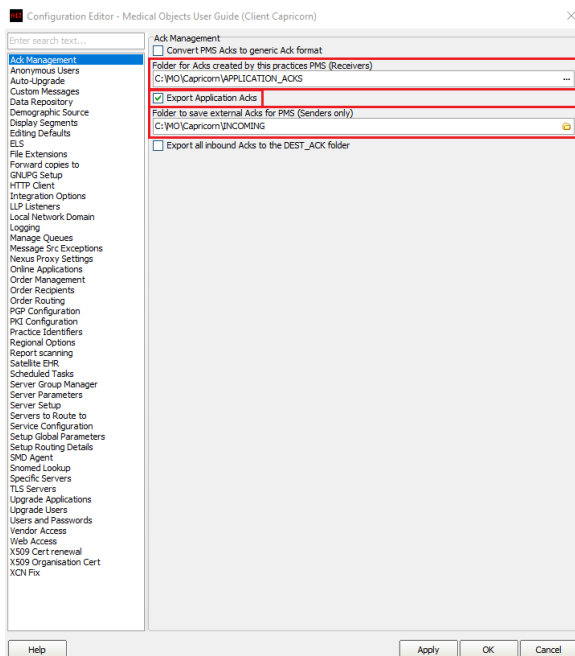 Configuration Editor - Medical Objects User Guide (Client Capricorn)
Enter search text...
Ack Management
Anonymous Users
Auto-Upgrade
Custom Messages
Data Repository
Demographic Source
Display Segments
Editing Defaults
ELS
File Extensions
Forward copies to
GNUPG Setup
HTTP Client
Integration Options
LLP Listeners
Local Network Domain
Logging
Manage Queues
Message Src Exceptions
Nexus Proxy Settings
Online Applications
Order Management
Order Recipients
Order Routing
PGP Configuration
PKI Configuration
Practice Identifiers
Regional Options
Report scanning
Satellite EHR
Scheduled Tasks
Server Group Manager
Server Parameters
Server Setup
Servers to Route to
Service Configuration
Setup Global Parameters
Setup Routing Details
SMD Agent
Snomed Lookup
Specific Servers
TLS Servers
Upgrade Applications
Upgrade Users
Users and Passwords
Vendor Access
Web Access
X509 Cert renewal
X509 Organisation Cert
XCN Fix
Ack Management
Convert PMS Acks to generic Ack format
Folder for Acks created by this practices PMS (Receivers)
C:\MO\Capricorn\APPLICATION_ACKS ...
Export Application Acks
Folder to save external Acks for PMS (Senders only)
C:\MO\Capricorn\INCOMING
Export all inbound Acks to the DEST_ACK folder
Help
Apply
OK
Cancel